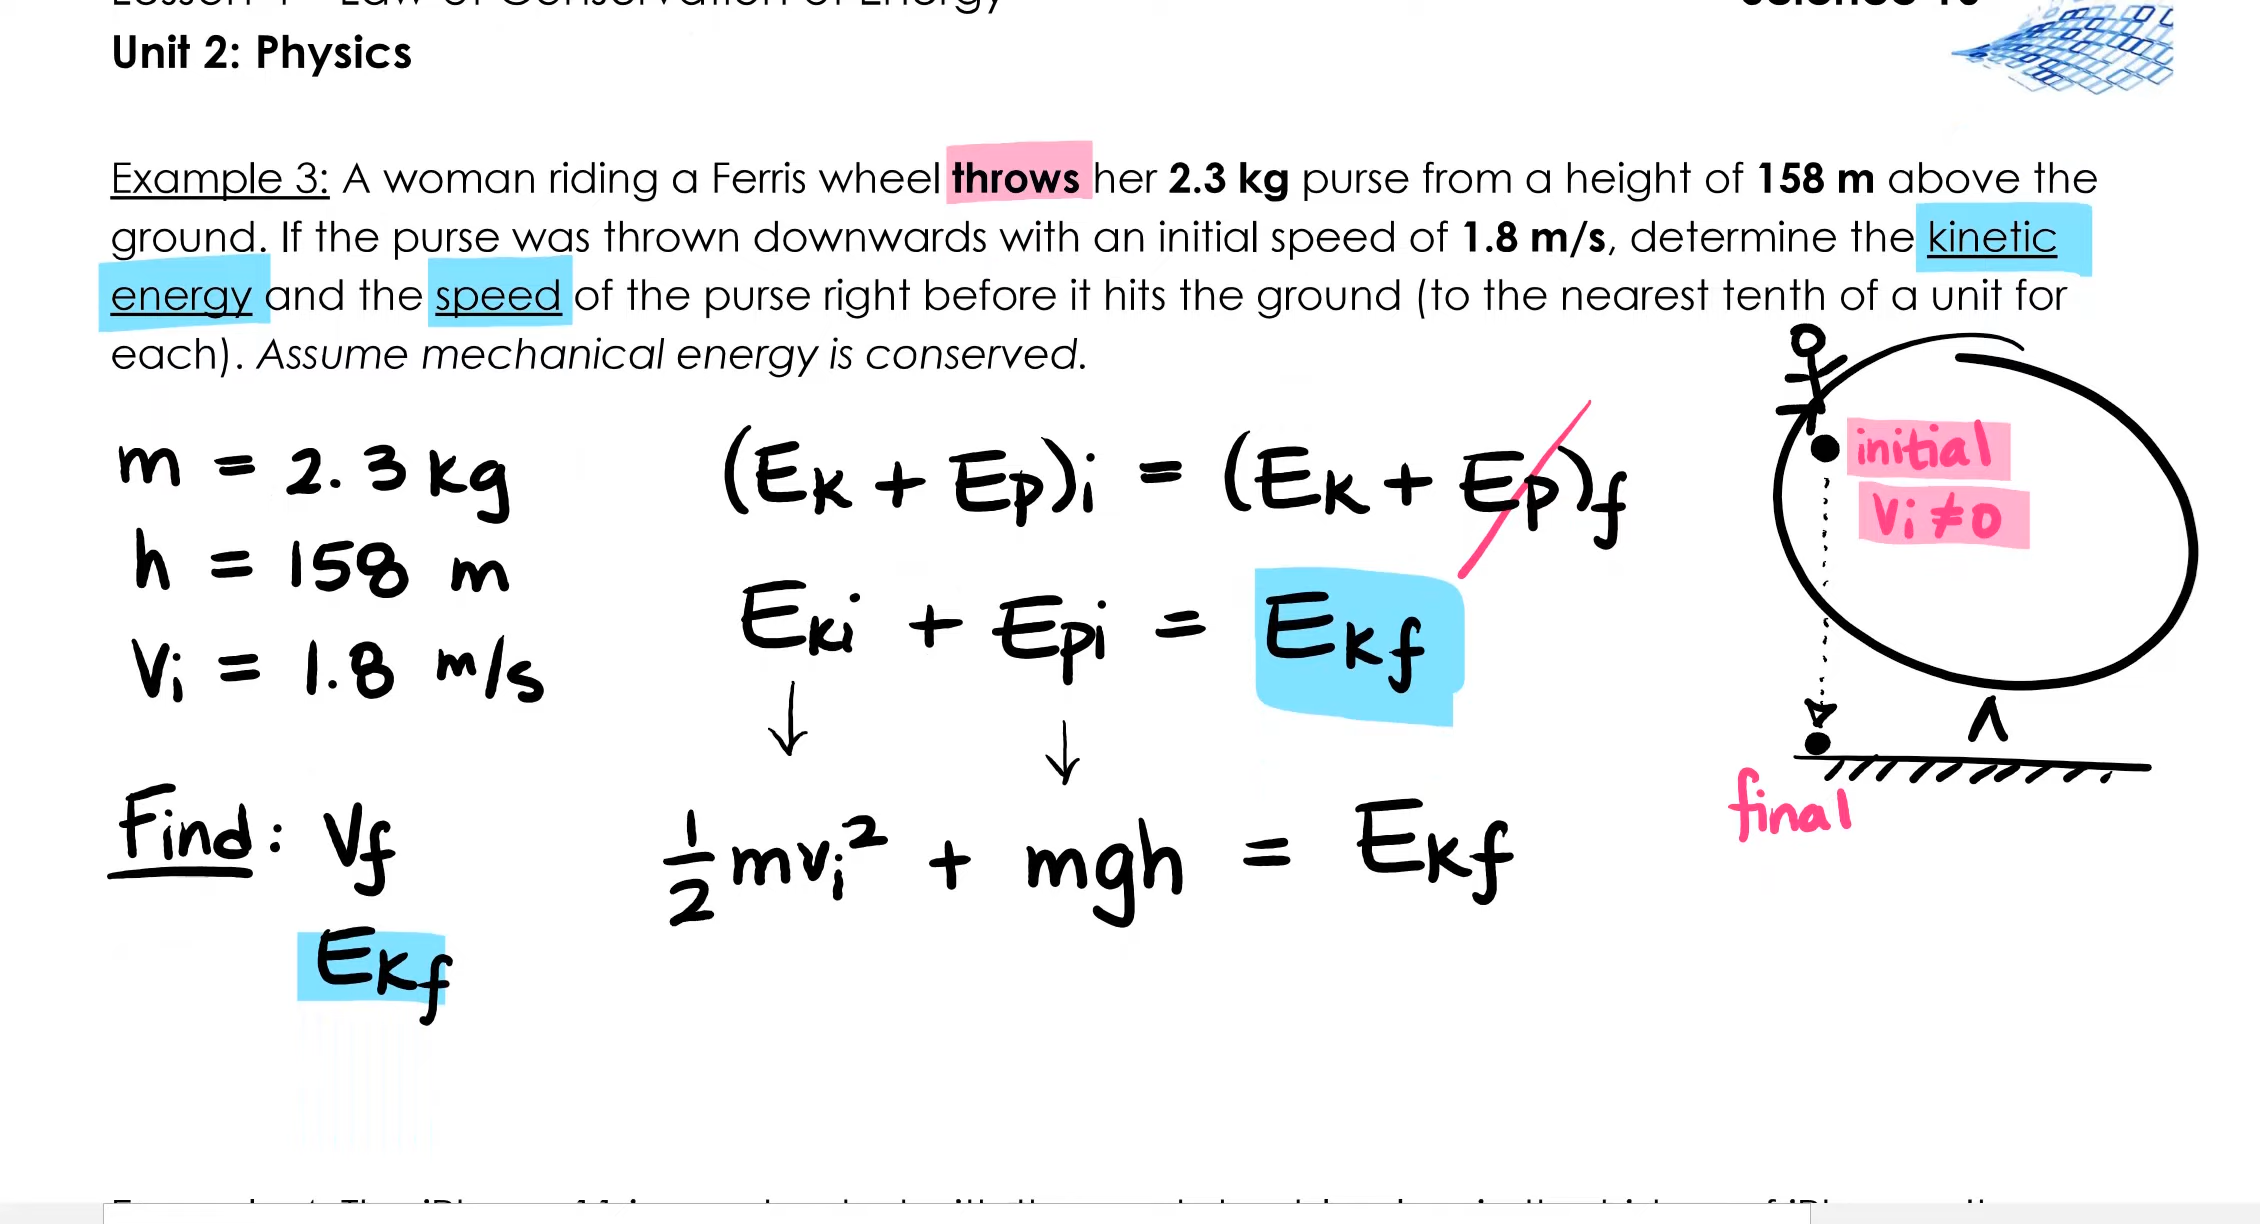 Unit 2: Physics
Example 3: A woman riding a Ferris wheel throws her 2.3 kg purse from a height of 158 m above the
ground. If the purse was thrown downwards with an initial speed of 1.8 m/s, determine the kinetic
energy and the speed of the purse right before it hits the ground (to the nearest tenth of a unit for
each). Assume mechanical energy is conserved.
m = 2.3 kg
h = 158 m
Vi = 1.8 m/s
Find: Vf
EKf
(EK + Ep)i = (EK + Ep)f
EKi + Epi = EKf
↓ ↓
1/2 mvi² + mgh = EKf
initial
Vi ≠ 0
final